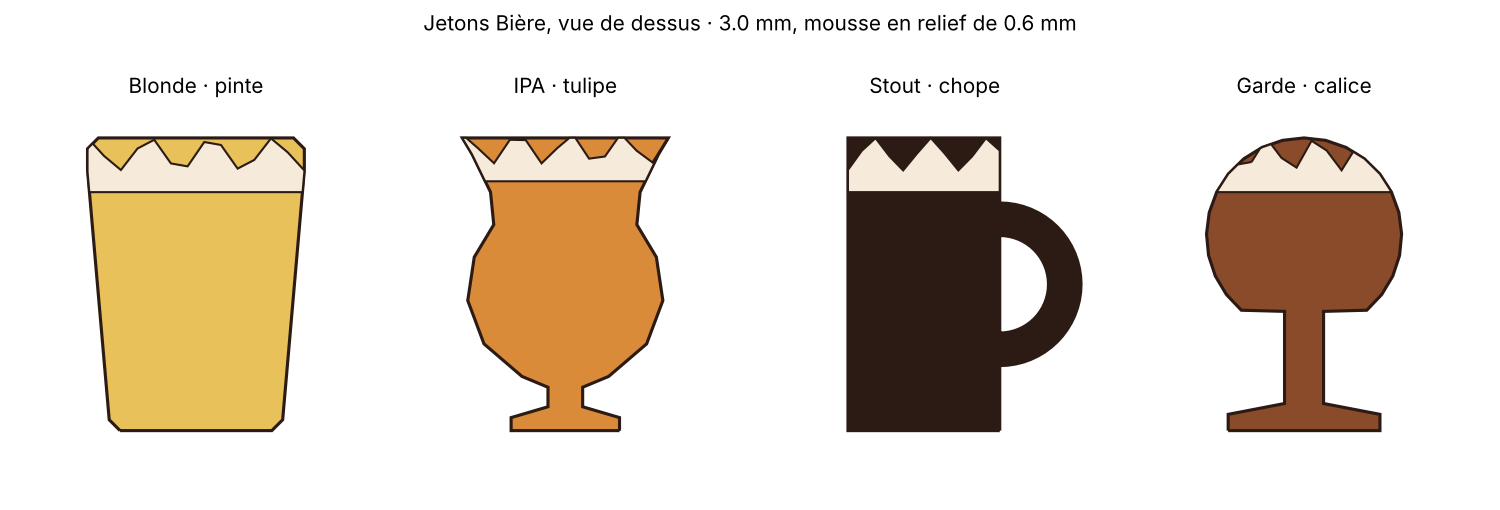 Jetons Bière, vue de dessus · 3.0 mm, mousse en relief de 0.6 mm
Blonde · pinte
IPA · tulipe
Stout · chope
Garde · calice